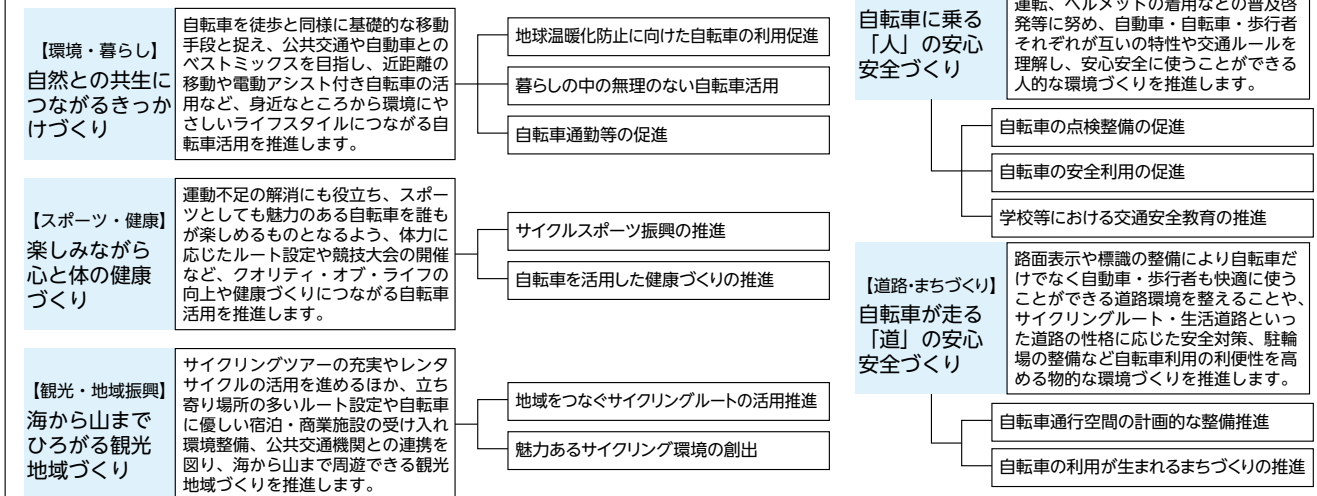 【環境・暮らし】
自然との共生に
つながるきっか
けづくり
自転車を徒歩と同様に基礎的な移動
手段と捉え、公共交通や自動車との
ベストミックスを目指し、近距離の
移動や電動アシスト付き自転車の活
用など、身近なところから環境にや
さしいライフスタイルにつながる自
転車活用を推進します。
地球温暖化防止に向けた自転車の利用促進
暮らしの中の無理のない自転車活用
自転車通勤等の促進
【スポーツ・健康】
楽しみながら
心と体の健康
づくり
運動不足の解消にも役立ち、スポー
ツとしても魅力のある自転車を誰も
が楽しめるものとなるよう、体力に
応じたルート設定や競技大会の開催
など、クオリティ・オブ・ライフの
向上や健康づくりにつながる自転車
活用を推進します。
サイクルスポーツ振興の推進
自転車を活用した健康づくりの推進
【観光・地域振興】
海から山まで
ひろがる観光
地域づくり
サイクリングツアーの充実やレンタ
サイクルの活用を進めるほか、立ち
寄り場所の多いルート設定や自転車
に優しい宿泊・商業施設の受け入れ
環境整備、公共交通機関との連携を
図り、海から山まで周遊できる観光
地域づくりを推進します。
地域をつなぐサイクリングルートの活用推進
魅力あるサイクリング環境の創出
自転車に乗る
「人」の安心
安全づくり
運転、ヘルメットの着用などの普及啓
発等に努め、自動車・自転車・歩行者
それぞれが互いの特性や交通ルールを
理解し、安心安全に使うことができる
人的な環境づくりを推進します。
自転車の点検整備の促進
自転車の安全利用の促進
学校等における交通安全教育の推進
【道路・まちづくり】
自転車が走る
「道」の安心
安全づくり
路面表示や標識の整備により自転車だ
けでなく自動車・歩行者も快適に使う
ことができる道路環境を整えることや、
サイクリングルート・生活道路といっ
た道路の性格に応じた安全対策、駐輪
場の整備など自転車利用の利便性を高
める物的な環境づくりを推進します。
自転車通行空間の計画的な整備推進
自転車の利用が生まれるまちづくりの推進